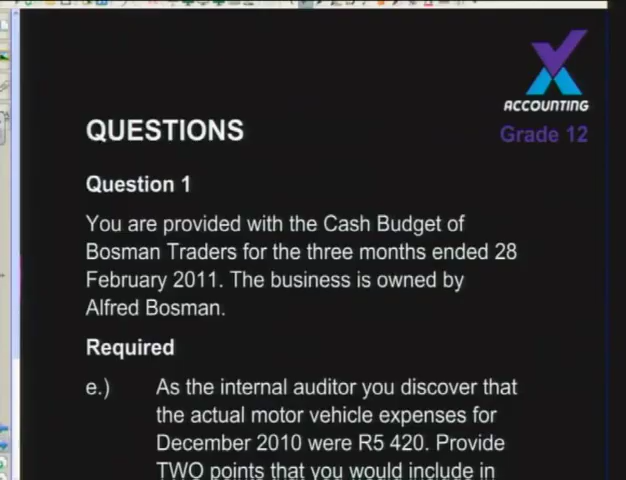 ACCOUNTING
Grade 12
QUESTIONS
Question 1
You are provided with the Cash Budget of
Bosman Traders for the three months ended 28
February 2011. The business is owned by
Alfred Bosman.
Required
e.) As the internal auditor you discover that
the actual motor vehicle expenses for
December 2010 were R5 420. Provide
TWO points that you would include in